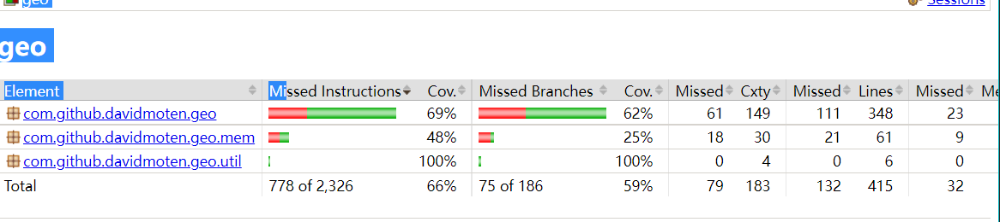 geo Sessions
geo
Element Missed Instructions Cov. Missed Branches Cov. Missed Cxty Missed Lines Missed
com.github.davidmoten.geo 69% 62% 61 149 111 348 23
com.github.davidmoten.geo.mem 48% 25% 18 30 21 61 9
com.github.davidmoten.geo.util 100% 100% 0 4 0 6 0
Total 778 of 2,326 66% 75 of 186 59% 79 183 132 415 32